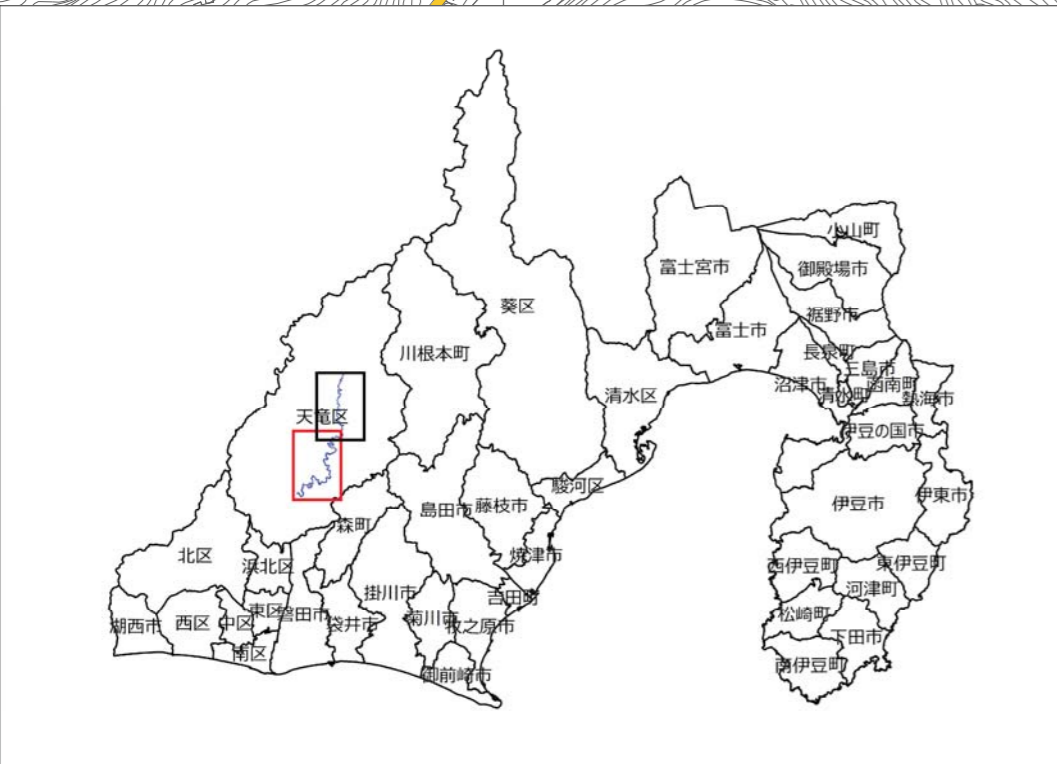 小山町
富士宮市
御殿場市
葵区
裾野市
富士市
川根本町
長泉町
三島市
沼津市
函南町
清水町
清水区
熱海市
天竜区
伊豆の国市
駿河区
伊豆市
伊東市
藤枝市
島田市
森町
焼津市
北区
浜北区
西伊豆町
東伊豆町
河津町
掛川市
吉田町
東区
磐田市
松崎町
湖西市
西区
中区
袋井市
菊川市
牧之原市
下田市
南区
南伊豆町
御前崎市